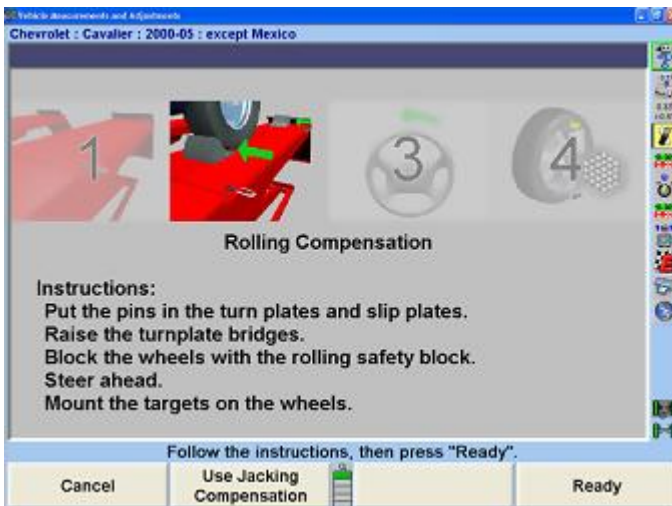 Vehicle Measurements and Adjustments
Chevrolet : Cavalier : 2000-05 : except Mexico
1
3
4
Rolling Compensation
Instructions:
Put the pins in the turn plates and slip plates.
Raise the turnplate bridges.
Block the wheels with the rolling safety block.
Steer ahead.
Mount the targets on the wheels.
Follow the instructions, then press "Ready".
Cancel
Use Jacking
Compensation
Ready